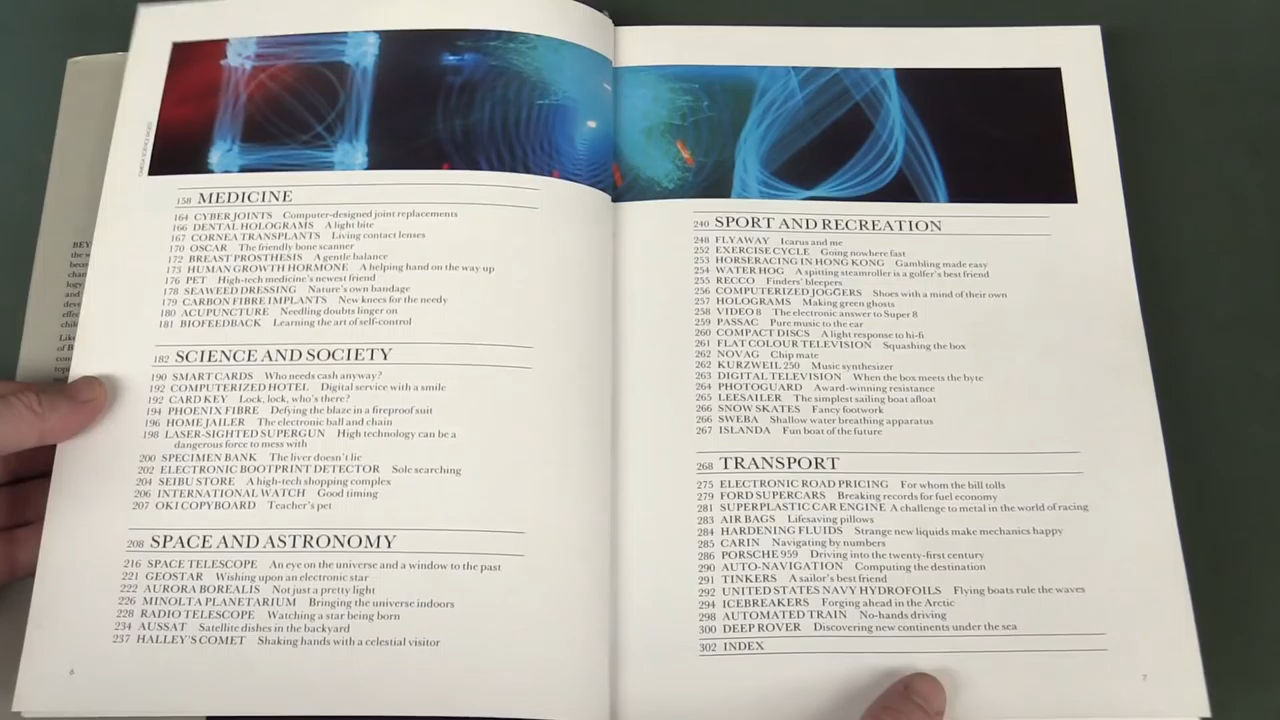 BEY
the w
becom
chan
logy
and
deve
effec
child
Like
of B
conc
topi
158 MEDICINE
164 CYBER JOINTS Computer-designed joint replacements
166 DENTAL HOLOGRAMS A light bite
167 CORNEA TRANSPLANTS Living contact lenses
170 OSCAR The friendly bone scanner
172 BREAST PROSTHESIS A gentle balance
173 HUMAN GROWTH HORMONE A helping hand on the way up
176 PET High-tech medicine's newest friend
178 SEAWEED DRESSING Nature's own bandage
179 CARBON FIBRE IMPLANTS New knees for the needy
180 ACUPUNCTURE Needling doubts linger on
181 BIOFEEDBACK Learning the art of self-control
182 SCIENCE AND SOCIETY
190 SMART CARDS Who needs cash anyway?
192 COMPUTERIZED HOTEL Digital service with a smile
192 CARD KEY Lock, lock, who's there?
194 PHOENIX FIBRE Defying the blaze in a fireproof suit
196 HOME JAILER The electronic ball and chain
198 LASER-SIGHTED SUPERGUN High technology can be a
dangerous force to mess with
200 SPECIMEN BANK The liver doesn't lie
202 ELECTRONIC BOOTPRINT DETECTOR Sole searching
204 SEIBU STORE A high-tech shopping complex
206 INTERNATIONAL WATCH Good timing
207 OKI COPYBOARD Teacher's pet
208 SPACE AND ASTRONOMY
216 SPACE TELESCOPE An eye on the universe and a window to the past
221 GEOSTAR Wishing upon an electronic star
222 AURORA BOREALIS Not just a pretty light
226 MINOLTA PLANETARIUM Bringing the universe indoors
228 RADIO TELESCOPE Watching a star being born
234 AUSSAT Satellite dishes in the backyard
237 HALLEY'S COMET Shaking hands with a celestial visitor
6
240 SPORT AND RECREATION
248 FLYAWAY Icarus and me
252 EXERCISE CYCLE Going nowhere fast
253 HORSERACING IN HONG KONG Gambling made easy
254 WATER HOG A spitting steamroller is a golfer's best friend
255 RECCO Finders' bleepers
256 COMPUTERIZED JOGGERS Shoes with a mind of their own
257 HOLOGRAMS Making green ghosts
258 VIDEO 8 The electronic answer to Super 8
259 PASSAC Pure music to the ear
260 COMPACT DISCS A light response to hi-fi
261 FLAT COLOUR TELEVISION Squashing the box
262 NOVAG Chip mate
262 KURZWEIL 250 Music synthesizer
263 DIGITAL TELEVISION When the box meets the byte
264 PHOTOGUARD Award-winning resistance
265 LEESAILER The simplest sailing boat afloat
266 SNOW SKATES Fancy footwork
266 SWEBA Shallow water breathing apparatus
267 ISLANDA Fun boat of the future
268 TRANSPORT
275 ELECTRONIC ROAD PRICING For whom the bill tolls
279 FORD SUPERCARS Breaking records for fuel economy
281 SUPERPLASTIC CAR ENGINE A challenge to metal in the world of racing
283 AIR BAGS Lifesaving pillows
284 HARDENING FLUIDS Strange new liquids make mechanics happy
285 CARIN Navigating by numbers
286 PORSCHE 959 Driving into the twenty-first century
290 AUTO-NAVIGATION Computing the destination
291 TINKERS A sailor's best friend
292 UNITED STATES NAVY HYDROFOILS Flying boats rule the waves
294 ICEBREAKERS Forging ahead in the Arctic
298 AUTOMATED TRAIN No-hands driving
300 DEEP ROVER Discovering new continents under the sea
302 INDEX
7